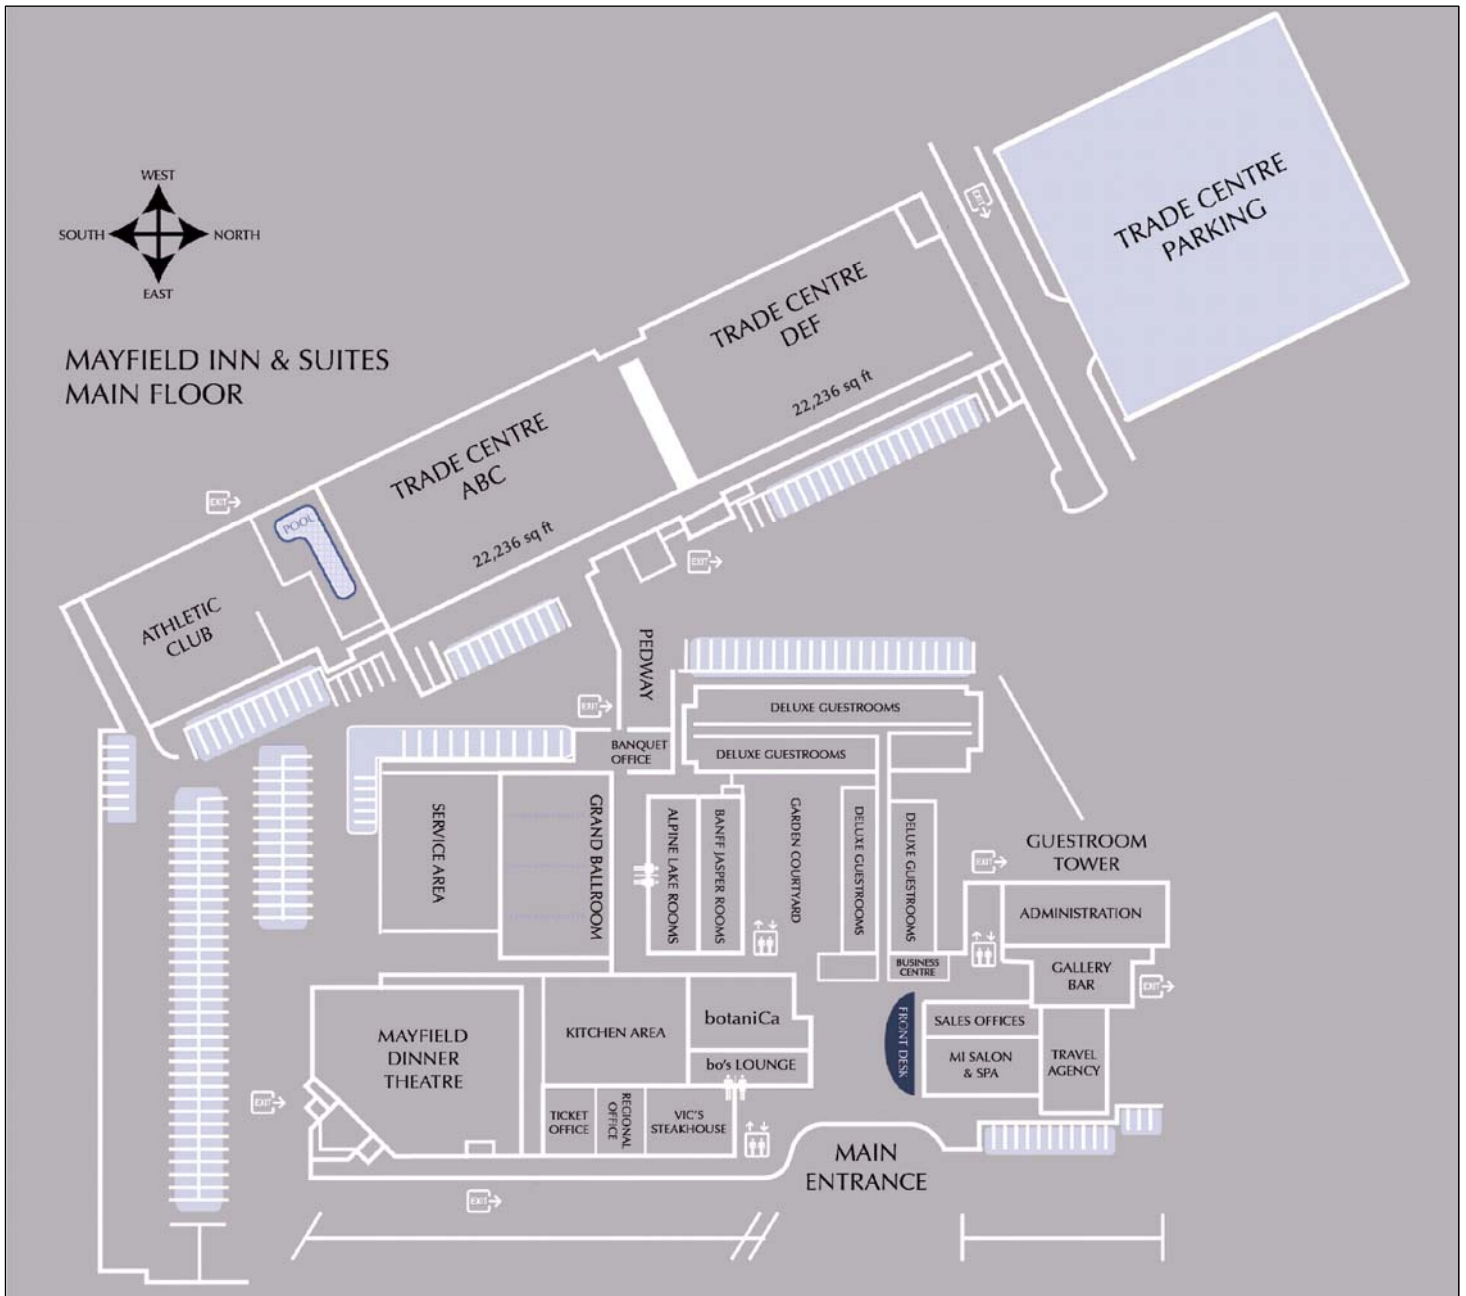 WEST
SOUTH
NORTH
EAST
MAYFIELD INN & SUITES
MAIN FLOOR
TRADE CENTRE
PARKING
EXIT
TRADE CENTRE
DEF
22,236 sq ft
TRADE CENTRE
ABC
22,236 sq ft
EXIT
POOL
EXIT
ATHLETIC
CLUB
PEDWAY
EXIT
DELUXE GUESTROOMS
BANQUET
OFFICE
DELUXE GUESTROOMS
SERVICE AREA
GRAND BALLROOM
ALPINE LAKE ROOMS
BANFF JASPER ROOMS
GARDEN COURTYARD
DELUXE GUESTROOMS
DELUXE GUESTROOMS
GUESTROOM
TOWER
EXIT
ADMINISTRATION
BUSINESS
CENTRE
GALLERY
BAR
EXIT
MAYFIELD
DINNER
THEATRE
KITCHEN AREA
botaniCa
bo's LOUNGE
FRONT DESK
SALES OFFICES
MI SALON
& SPA
TRAVEL
AGENCY
EXIT
TICKET
OFFICE
REGIONAL
OFFICE
VIC'S
STEAKHOUSE
MAIN
ENTRANCE
EXIT